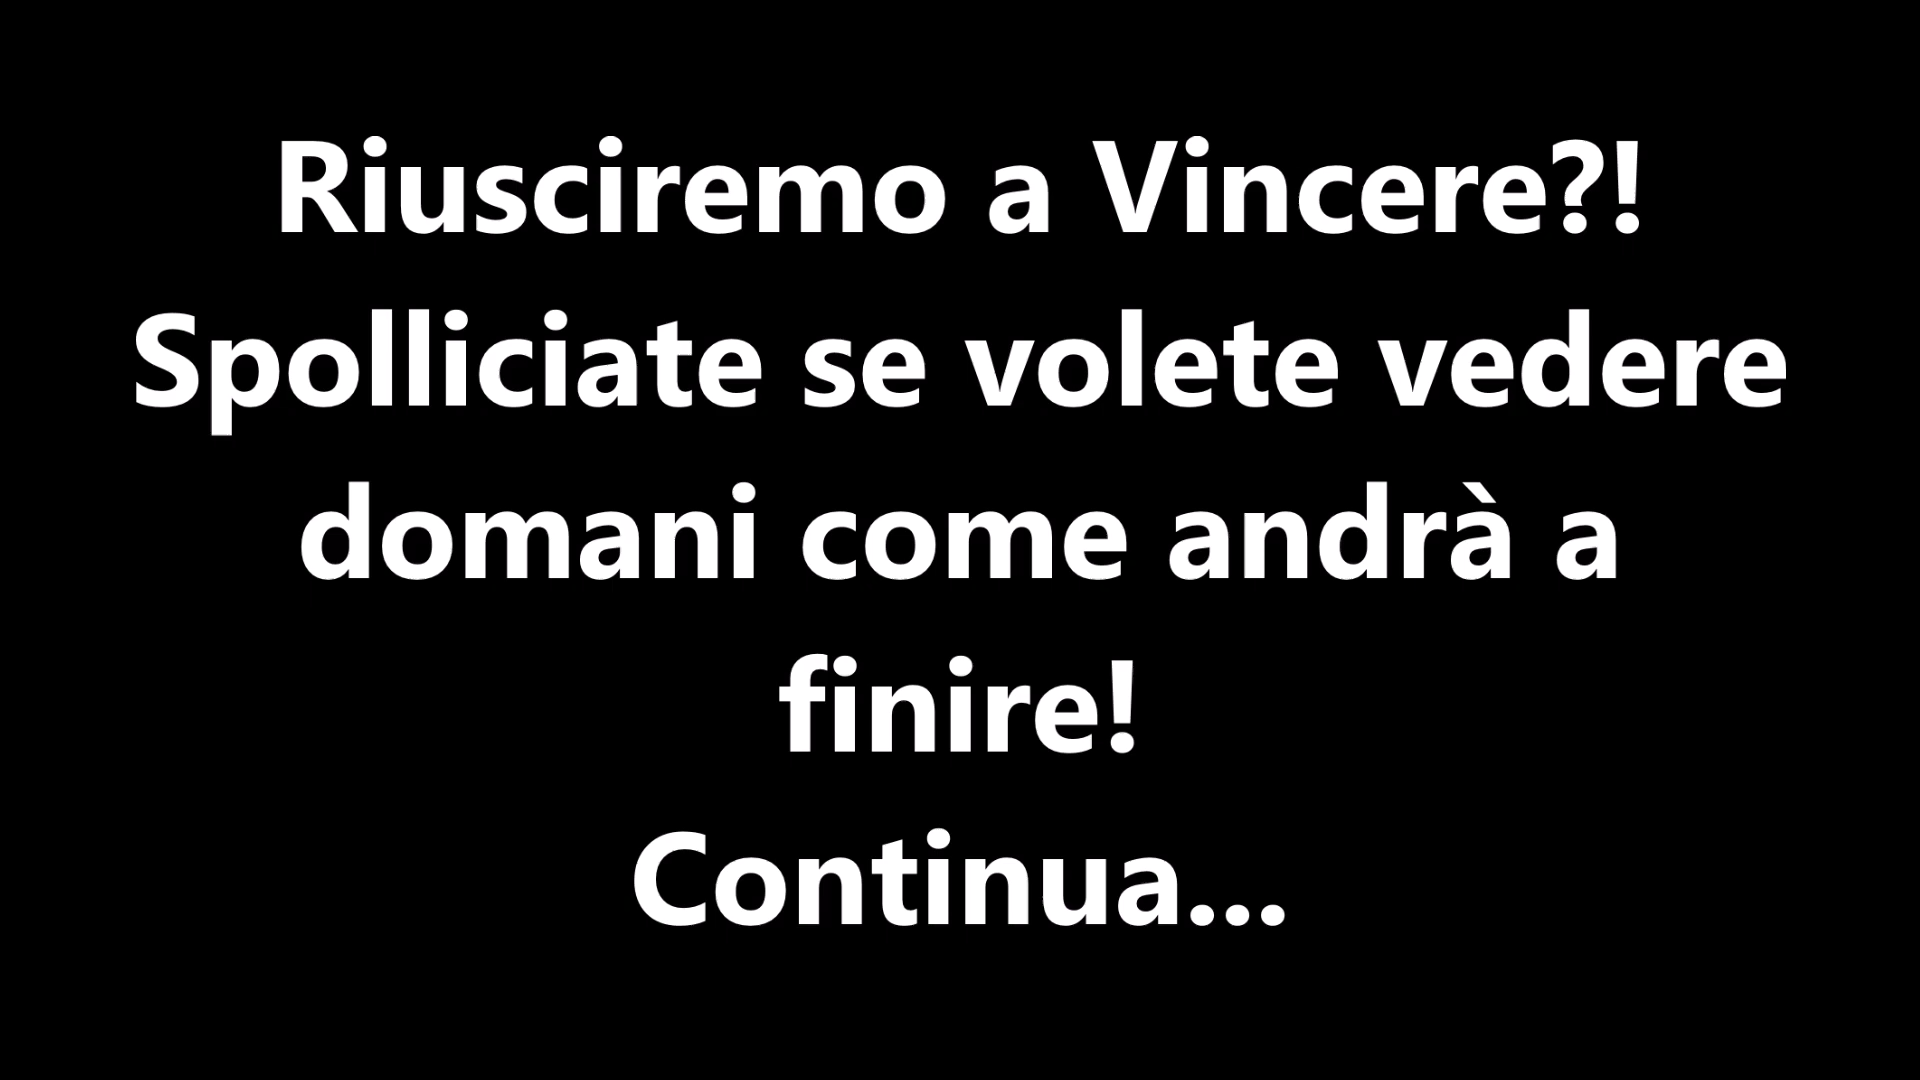 Riusciremo a Vincere?!
Spolliciate se volete vedere
domani come andrà a
finire!
Continua...